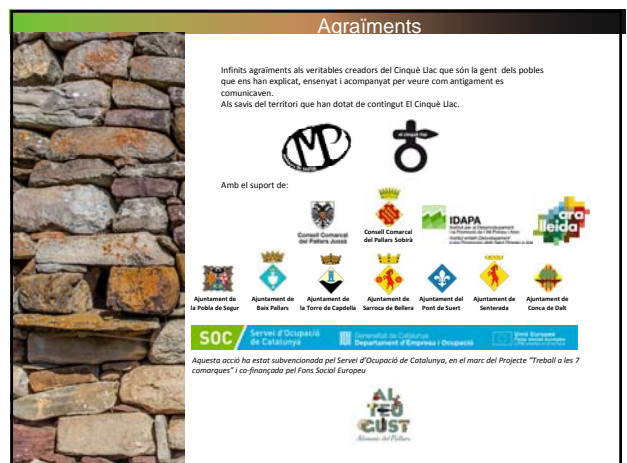 Agraïments
Infinits agraïments als veritables creadors del Cinquè Llac que són la gent dels pobles
que ens han explicat, ensenyat i acompanyat per veure com antigament es
comunicaven.
Als savis del territori que han dotat de contingut El Cinquè Llac.
el cinquè llac
Amb el suport de:
Consell Comarcal
del Pallars Jussà
Consell Comarcal
del Pallars Sobirà
IDAPA
ara
lleida
Ajuntament de
la Pobla de Segur
Ajuntament de
Baix Pallars
Ajuntament de
la Torre de Capdella
Ajuntament de
Sarroca de Bellera
Ajuntament del
Pont de Suert
Ajuntament de
Senterada
Ajuntament de
Conca de Dalt
SOC
Servei d'Ocupació
de Catalunya
Generalitat de Catalunya
Departament d'Empresa i Ocupació
Unió Europea
Fons social europeu
Aquesta acció ha estat subvencionada pel Servei d'Ocupació de Catalunya, en el marc del Projecte "Treball a les 7
comarques" i co-finançada pel Fons Social Europeu
AL
TEU
GUST
Aliments del Pallars